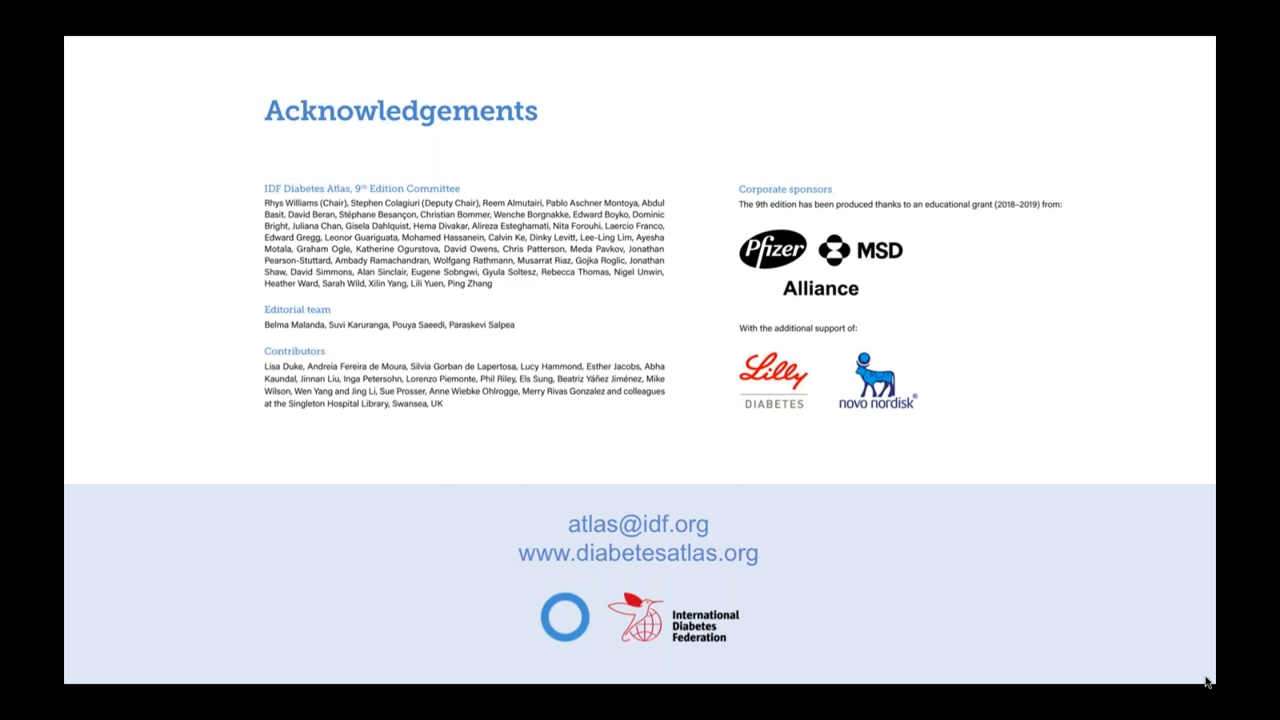 Acknowledgements
IDF Diabetes Atlas, 9th Edition Committee
Rhys Williams (Chair), Stephen Colagiuri (Deputy Chair), Reem Almutairi, Pablo Aschner Montoya, Abdul
Basit, David Beran, Stéphane Besançon, Christian Bommer, Wenche Borgnakke, Edward Boyko, Dominic
Bright, Juliana Chan, Gisela Dahlquist, Hema Divakar, Alireza Esteghamati, Nita Forouhi, Laercio Franco,
Edward Gregg, Leonor Guariguata, Mohamed Hassanein, Calvin Ke, Dinky Levitt, Lee-Ling Lim, Ayesha
Motala, Graham Ogle, Katherine Ogurstova, David Owens, Chris Patterson, Meda Pavkov, Jonathan
Pearson-Stuttard, Ambady Ramachandran, Wolfgang Rathmann, Musarrat Riaz, Gojka Roglic, Jonathan
Shaw, David Simmons, Alan Sinclair, Eugene Sobngwi, Gyula Soltesz, Rebecca Thomas, Nigel Unwin,
Heather Ward, Sarah Wild, Xilin Yang, Lili Yuen, Ping Zhang
Editorial team
Belma Malanda, Suvi Karuranga, Pouya Saeedi, Paraskevi Salpea
Contributors
Lisa Duke, Andreia Fereira de Moura, Silvia Gorban de Lapertosa, Lucy Hammond, Esther Jacobs, Abha
Kaundal, Jinnan Liu, Inga Petersohn, Lorenzo Piemonte, Phil Riley, Els Sung, Beatriz Yáñez Jiménez, Mike
Wilson, Wen Yang and Jing Li, Sue Prosser, Anne Wiebke Ohlrogge, Merry Rivas Gonzalez and colleagues
at the Singleton Hospital Library, Swansea, UK
Corporate sponsors
The 9th edition has been produced thanks to an educational grant (2018–2019) from:
Pfizer MSD
Alliance
With the additional support of:
Lilly
DIABETES
novo nordisk®
atlas@idf.org
www.diabetesatlas.org
International
Diabetes
Federation